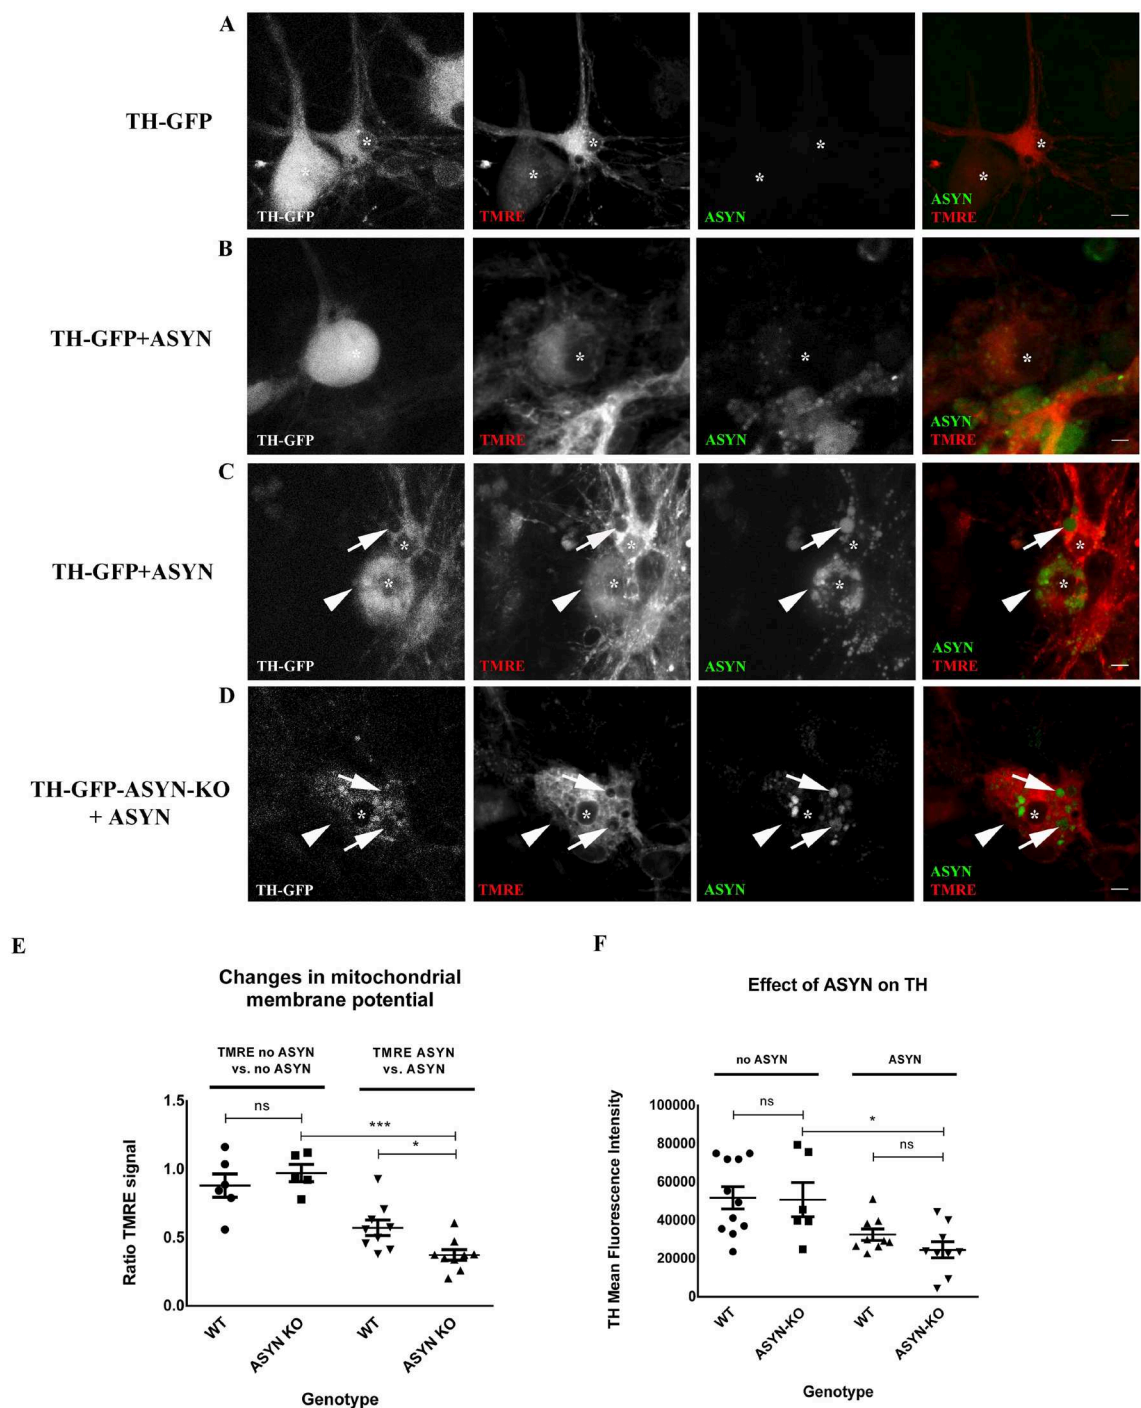 A
TH-GFP
TH-GFP
TMRE
ASYN
ASYN
TMRE
B
TH-GFP+ASYN
TH-GFP
TMRE
ASYN
ASYN
TMRE
C
TH-GFP+ASYN
TH-GFP
TMRE
ASYN
ASYN
TMRE
D
TH-GFP-ASYN-KO
+ ASYN
TH-GFP
TMRE
ASYN
ASYN
TMRE
E
Changes in mitochondrial
membrane potential
TMRE no ASYN
vs. no ASYN
TMRE ASYN
vs. ASYN
ns
***
*
Ratio TMRE signal
1.5
1.0
0.5
0.0
WT
ASYN KO
WT
ASYN KO
Genotype
F
Effect of ASYN on TH
no ASYN
ASYN
ns
*
ns
TH Mean Fluorescence Intensity
100000
80000
60000
40000
20000
0
WT
ASYN-KO
WT
ASYN-KO
Genotype